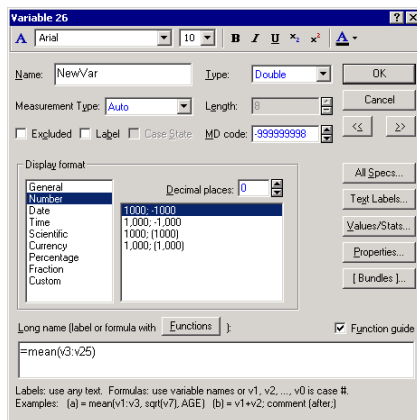 Variable 26
A Arial 10 B I U x₂ x² A
Name: NewVar Type: Double OK
Measurement Type: Auto Length: 8 Cancel
Excluded Label Case State MD code: -999999998 << >>
Display format
General
Number
Date
Time
Scientific
Currency
Percentage
Fraction
Custom
Decimal places: 0
1000; -1000
1,000; -1,000
1000; (1000)
1,000; (1,000)
All Specs...
Text Labels...
Values/Stats...
Properties...
[ Bundles ]...
Long name (label or formula with Functions ): Function guide
=mean(v3:v25)
Labels: use any text. Formulas: use variable names or v1, v2, ..., v0 is case #.
Examples: (a) = mean(v1:v3, sqrt(v7), AGE) (b) = v1+v2; comment (after;)